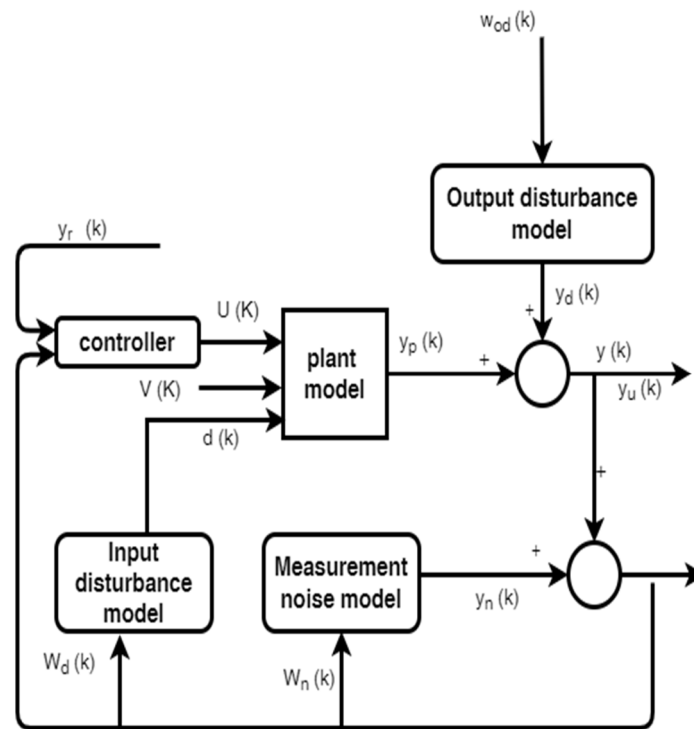 w_od (k)
Output disturbance
model
y_r (k)
y_d (k)
+
controller
U (K)
plant
model
y_p (k)
+
y (k)
V (K)
y_u (k)
d (k)
+
Input
disturbance
model
Measurement
noise model
+
y_n (k)
W_d (k)
W_n (k)